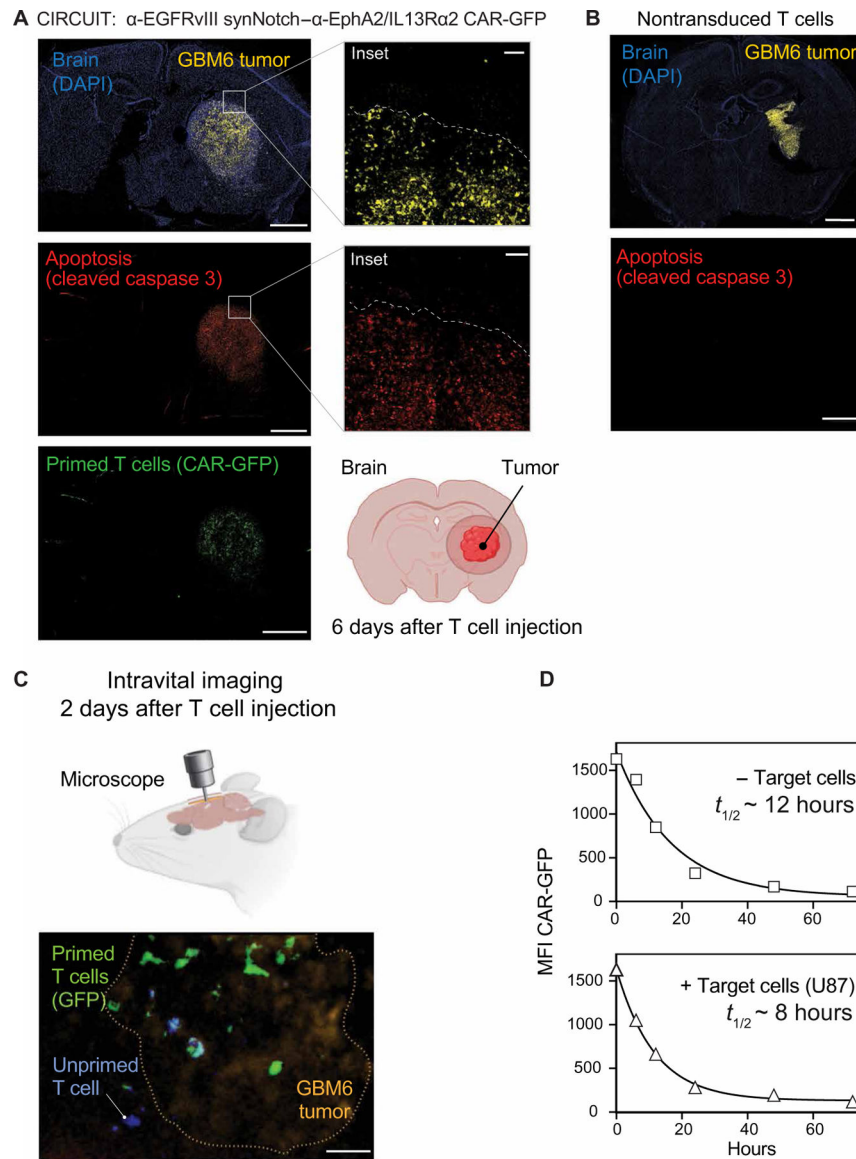 A CIRCUIT: α-EGFRvIII synNotch–α-EphA2/IL13Rα2 CAR-GFP
Brain
(DAPI)
GBM6 tumor
Inset
Apoptosis
(cleaved caspase 3)
Inset
Primed T cells (CAR-GFP)
Brain
Tumor
6 days after T cell injection
B Nontransduced T cells
Brain
(DAPI)
GBM6 tumor
Apoptosis
(cleaved caspase 3)
C Intravital imaging
2 days after T cell injection
Microscope
Primed
T cells
(GFP)
Unprimed
T cell
GBM6
tumor
D
MFI CAR-GFP
1500
1000
500
0
– Target cells
t1/2 ~ 12 hours
0 20 40 60
1500
1000
500
0
+ Target cells (U87)
t1/2 ~ 8 hours
0 20 40 60
Hours